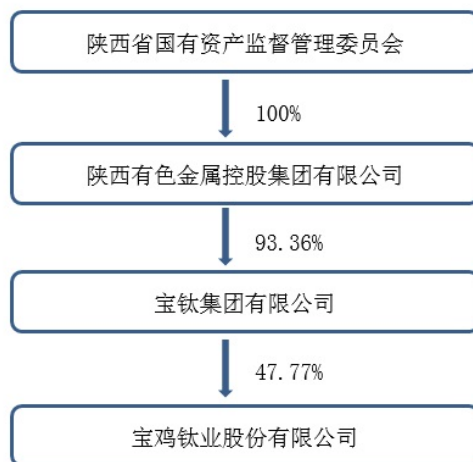 陕西省国有资产监督管理委员会
100%
陕西有色金属控股集团有限公司
93.36%
宝钛集团有限公司
47.77%
宝鸡钛业股份有限公司